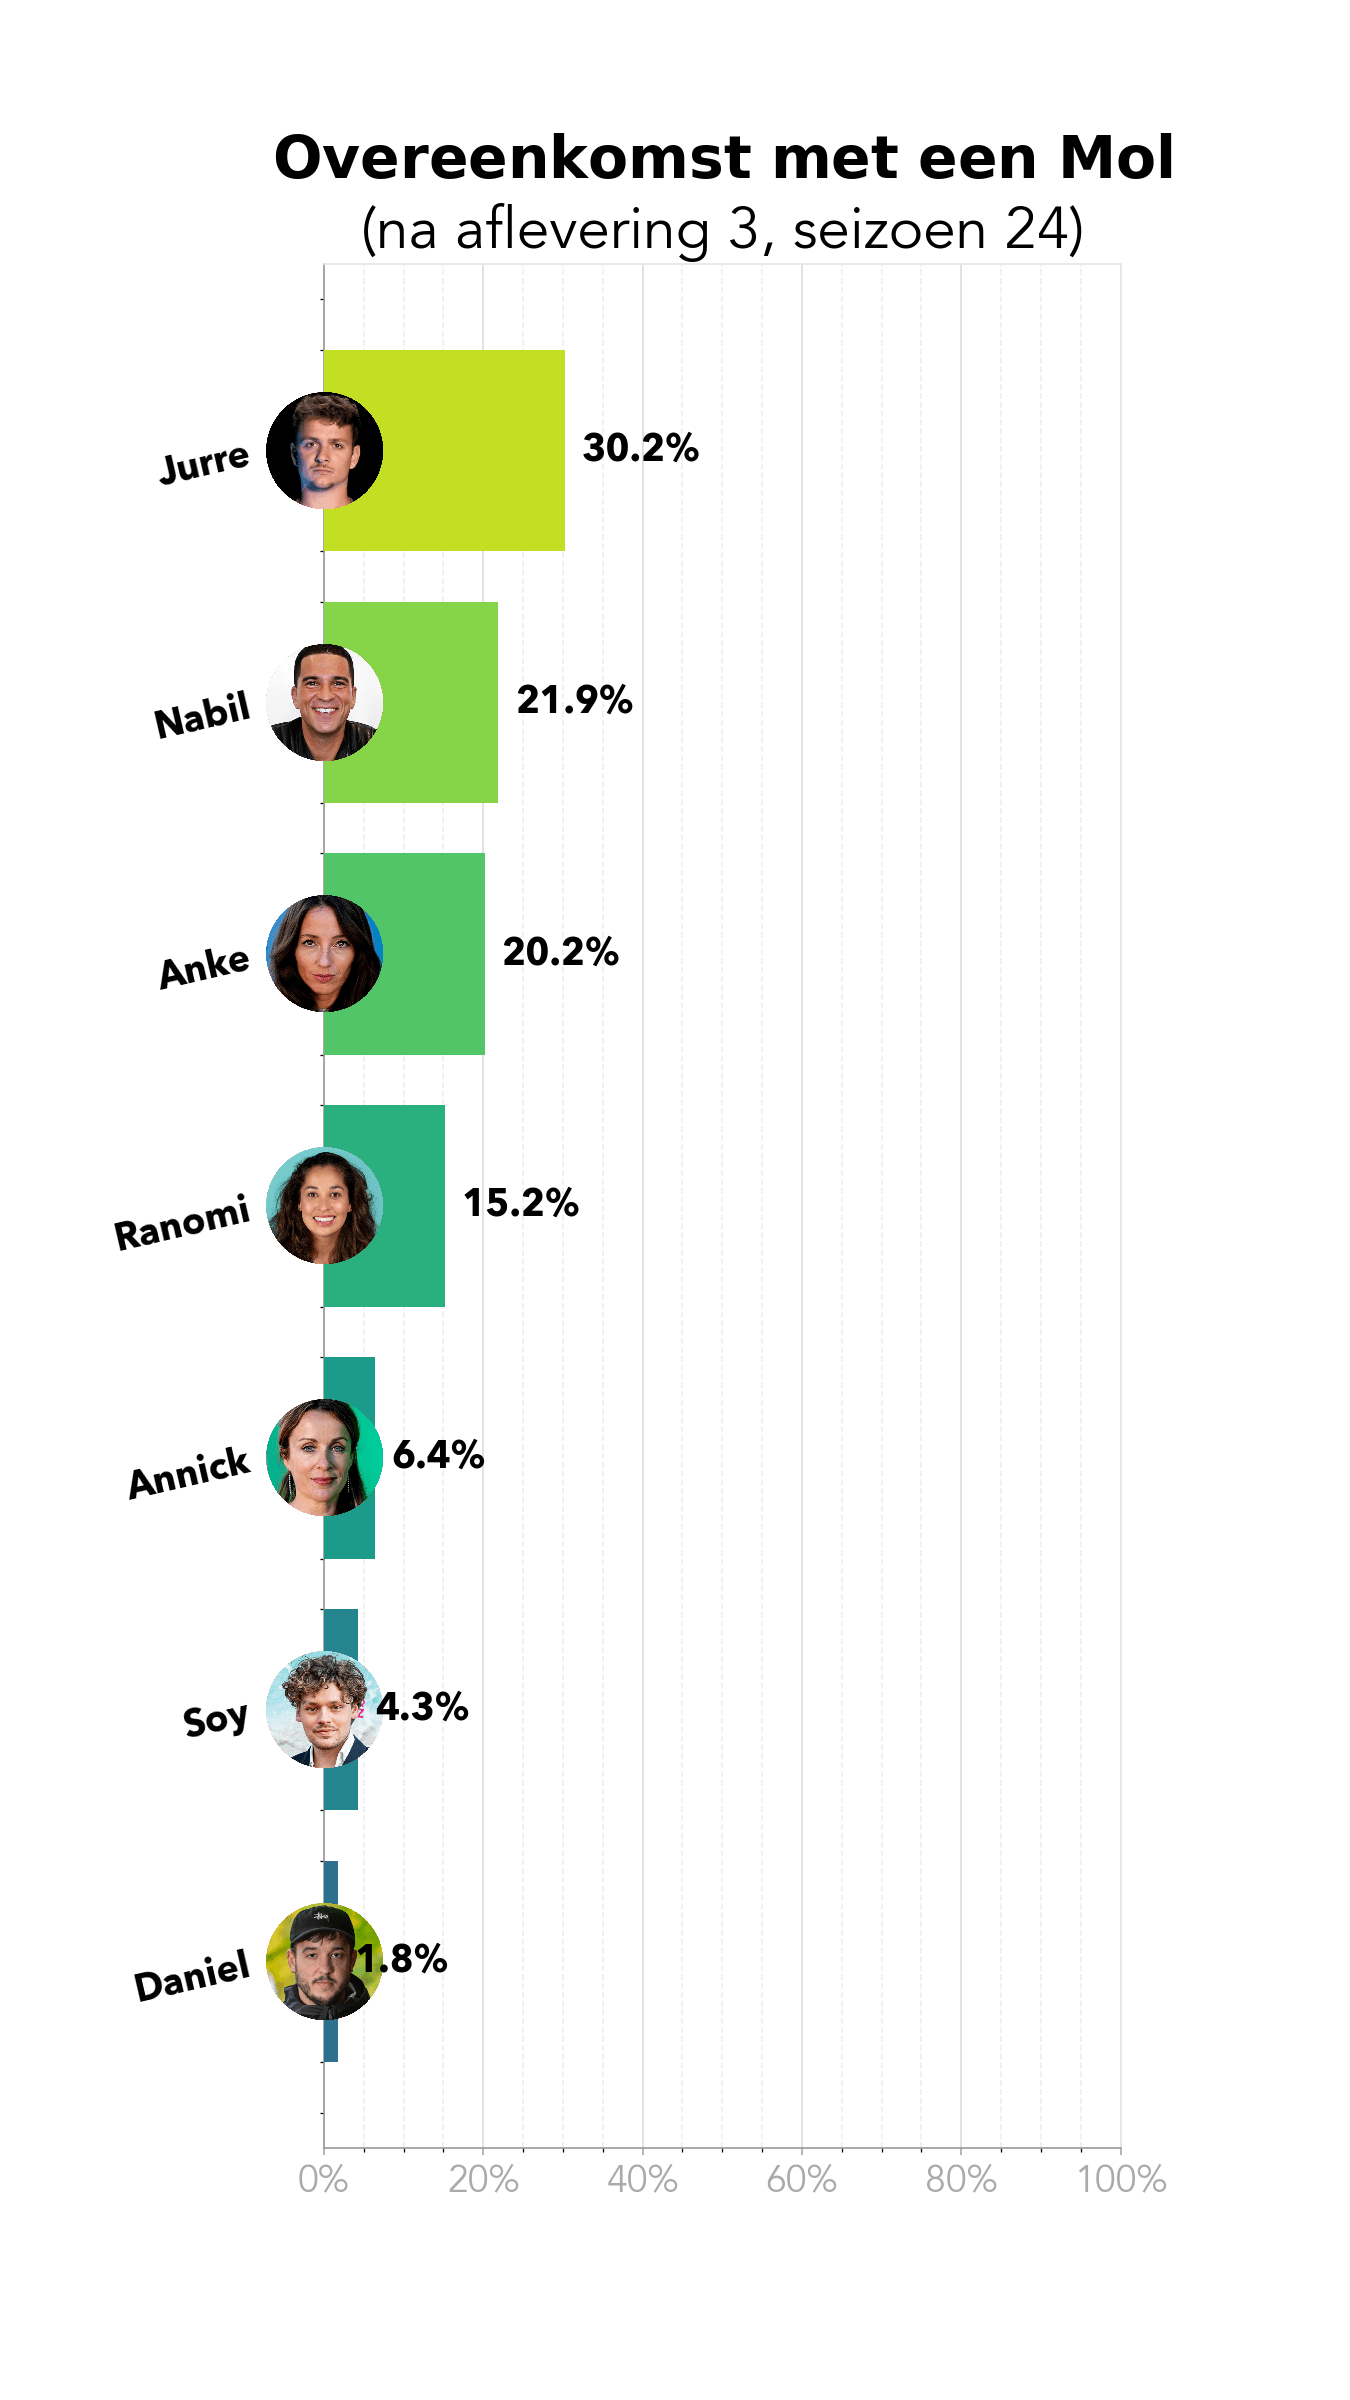 Overeenkomst met een Mol
(na aflevering 3, seizoen 24)
Jurre 30.2%
Nabil 21.9%
Anke 20.2%
Ranomi 15.2%
Annick 6.4%
Soy 4.3%
Daniel 1.8%
0% 20% 40% 60% 80% 100%